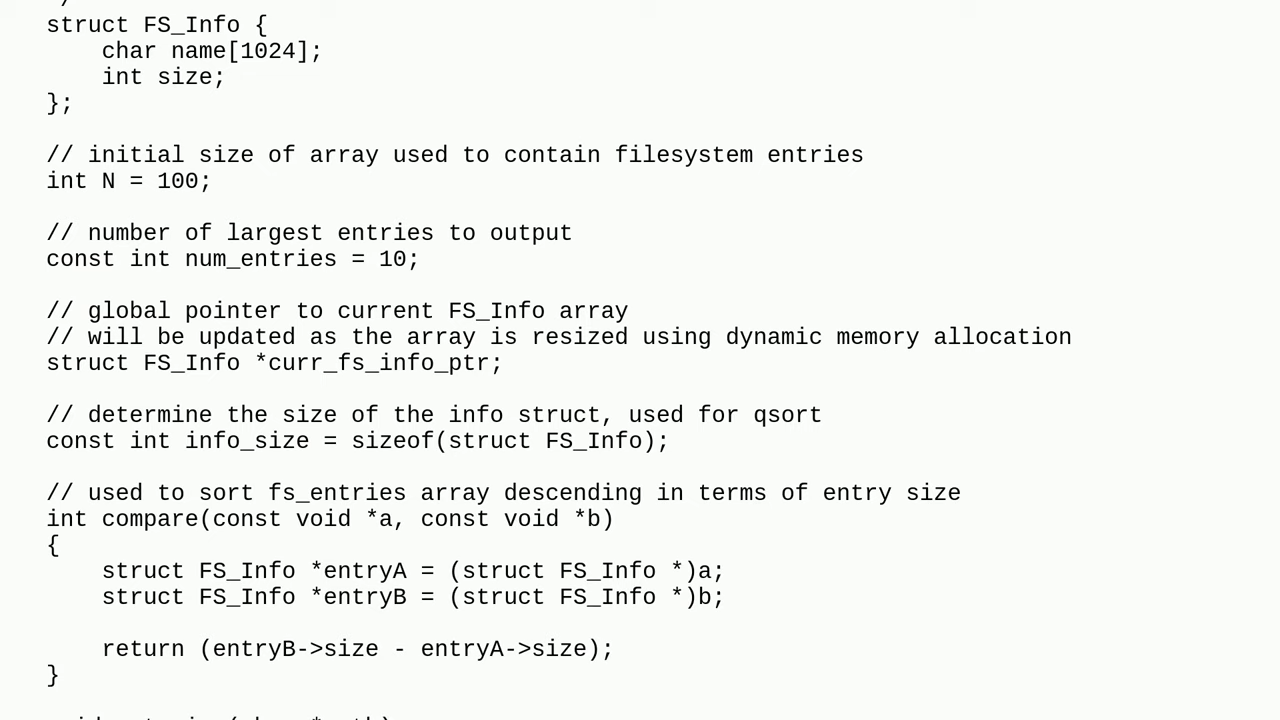 struct FS_Info {
    char name[1024];
    int size;
};

// initial size of array used to contain filesystem entries
int N = 100;

// number of largest entries to output
const int num_entries = 10;

// global pointer to current FS_Info array
// will be updated as the array is resized using dynamic memory allocation
struct FS_Info *curr_fs_info_ptr;

// determine the size of the info struct, used for qsort
const int info_size = sizeof(struct FS_Info);

// used to sort fs_entries array descending in terms of entry size
int compare(const void *a, const void *b)
{
    struct FS_Info *entryA = (struct FS_Info *)a;
    struct FS_Info *entryB = (struct FS_Info *)b;

    return (entryB->size - entryA->size);
}